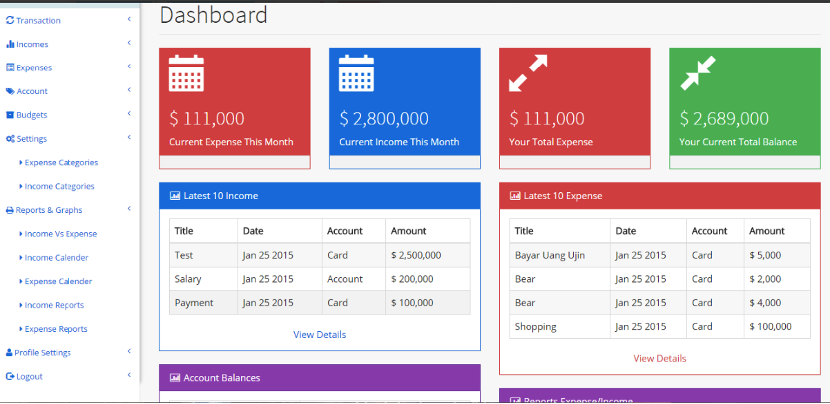 Dashboard
Transaction
Incomes
Expenses
Account
Budgets
Settings
Expense Categories
Income Categories
Reports & Graphs
Income Vs Expense
Income Calender
Expense Calender
Income Reports
Expense Reports
Profile Settings
Logout
$ 111,000
Current Expense This Month
$ 2,800,000
Current Income This Month
$ 111,000
Your Total Expense
$ 2,689,000
Your Current Total Balance
Latest 10 Income
Title Date Account Amount
Test Jan 25 2015 Card $ 2,500,000
Salary Jan 25 2015 Account $ 200,000
Payment Jan 25 2015 Card $ 100,000
View Details
Latest 10 Expense
Title Date Account Amount
Bayar Uang Ujin Jan 25 2015 Card $ 5,000
Bear Jan 25 2015 Card $ 2,000
Bear Jan 25 2015 Card $ 4,000
Shopping Jan 25 2015 Card $ 100,000
View Details
Account Balances
Reports Expense/Income